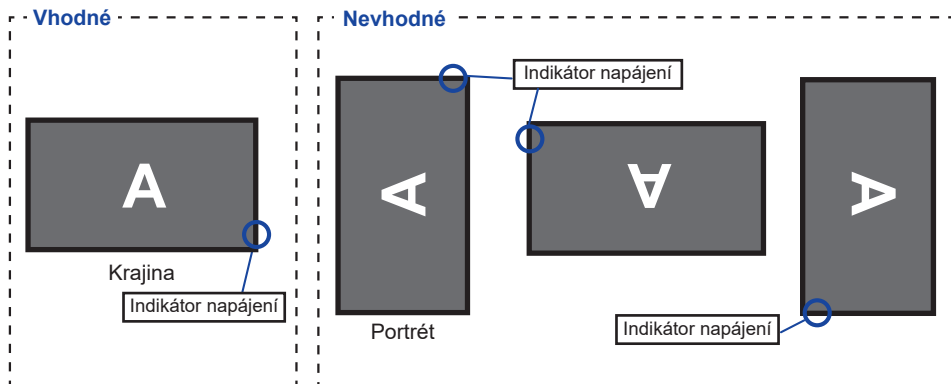 Vhodné
Nevhodné
Indikátor napájení
A
A
A
A
Krajina
Indikátor napájení
Portrét
Indikátor napájení